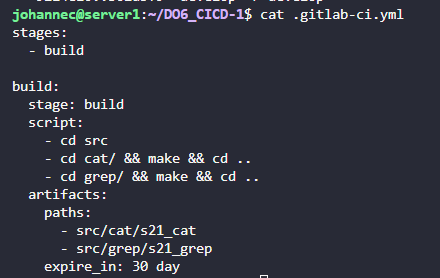 johannec@server1:~/DO6_CICD-1$ cat .gitlab-ci.yml
stages:
  - build

build:
  stage: build
  script:
    - cd src
    - cd cat/ && make && cd ..
    - cd grep/ && make && cd ..
  artifacts:
    paths:
      - src/cat/s21_cat
      - src/grep/s21_grep
    expire_in: 30 day